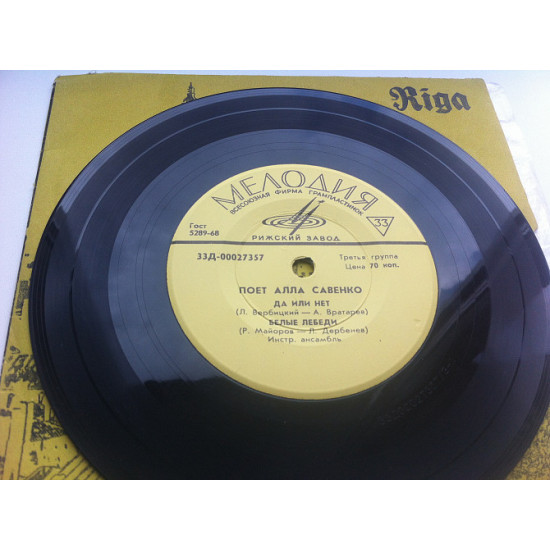 Riga
МЕЛОДИЯ
ВСЕСОЮЗНАЯ ФИРМА ГРАМПЛАСТИНОК
33
Гост
5289-68
РИЖСКИЙ ЗАВОД
33Д-00027357
Третья группа
Цена 70 коп.
ПОЕТ АЛЛА САВЕНКО
ДА ИЛИ НЕТ
(Л. Вербицкий — А. Вратарев)
БЕЛЫЕ ЛЕБЕДИ
(Р. Майоров — Л. Дербенев)
Инстр. ансамбль